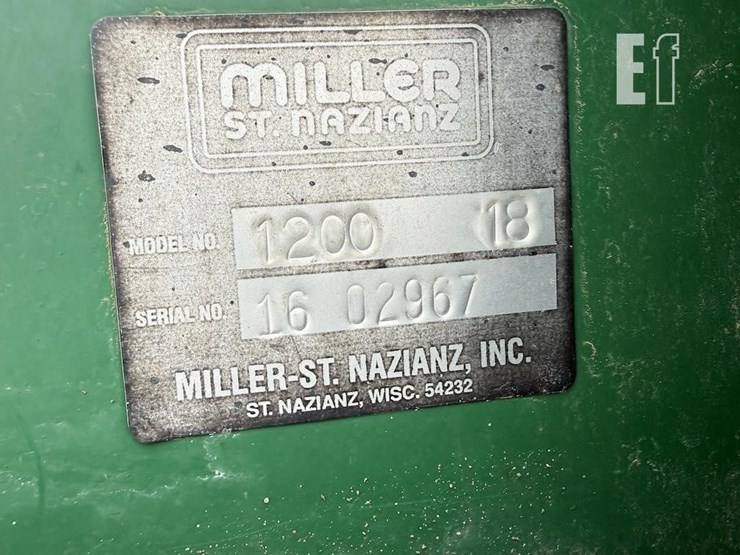 Ef
MILLER
ST. NAZIANZ
MODEL NO. 1200 18
SERIAL NO. 16 02967
MILLER-ST. NAZIANZ, INC.
ST. NAZIANZ, WISC. 54232